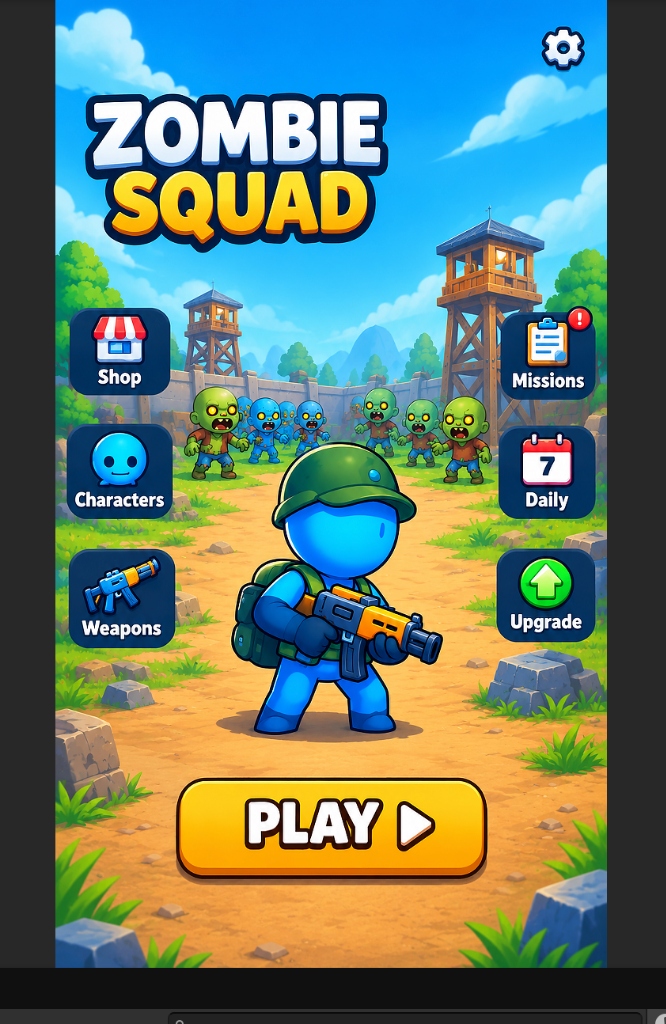 ZOMBIE
SQUAD
Shop
!
Missions
Characters
7
Daily
Weapons
Upgrade
PLAY